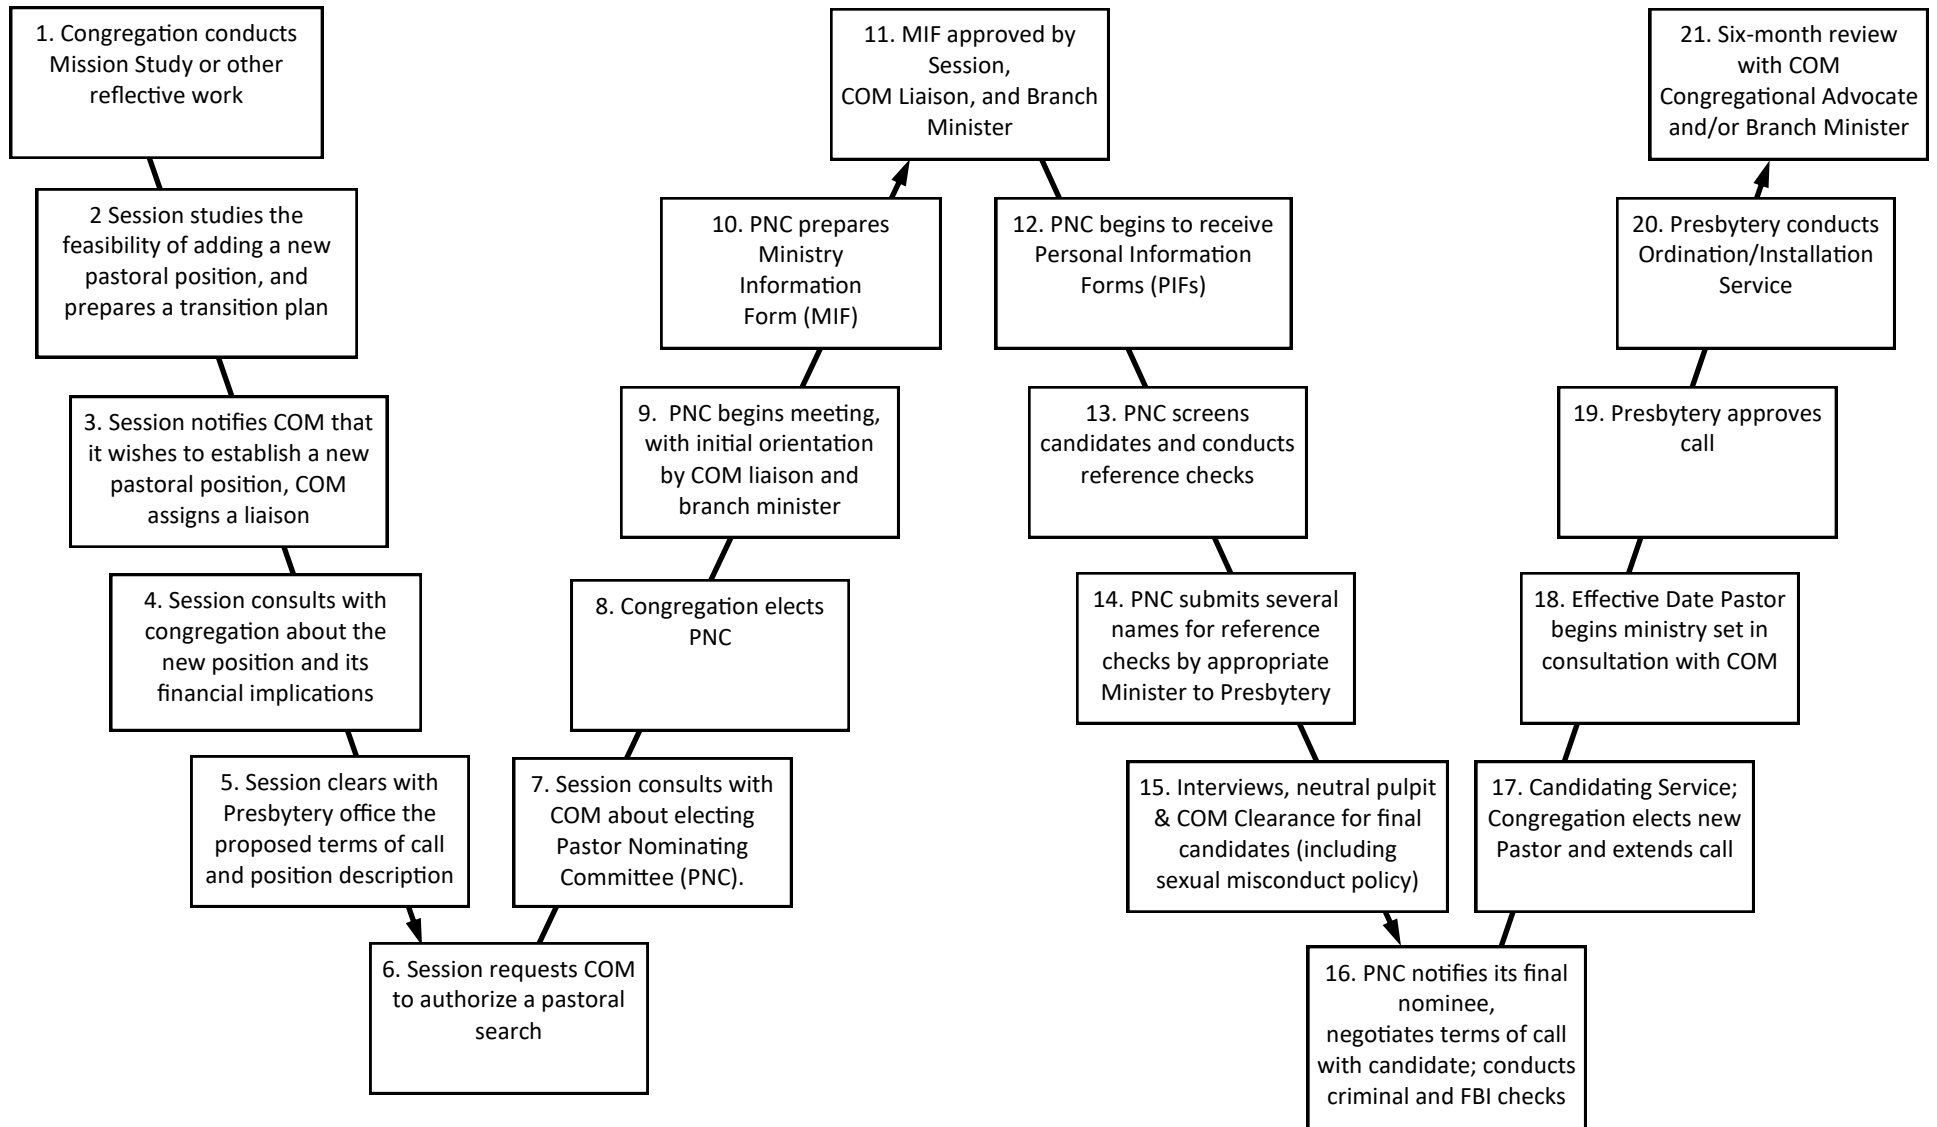 1. Congregation conducts
Mission Study or other
reflective work
2 Session studies the
feasibility of adding a new
pastoral position, and
prepares a transition plan
3. Session notifies COM that
it wishes to establish a new
pastoral position, COM
assigns a liaison
4. Session consults with
congregation about the
new position and its
financial implications
5. Session clears with
Presbytery office the
proposed terms of call
and position description
6. Session requests COM
to authorize a pastoral
search
7. Session consults with
COM about electing
Pastor Nominating
Committee (PNC).
8. Congregation elects
PNC
9. PNC begins meeting,
with initial orientation
by COM liaison and
branch minister
10. PNC prepares
Ministry
Information
Form (MIF)
11. MIF approved by
Session,
COM Liaison, and Branch
Minister
12. PNC begins to receive
Personal Information
Forms (PIFs)
13. PNC screens
candidates and conducts
reference checks
14. PNC submits several
names for reference
checks by appropriate
Minister to Presbytery
15. Interviews, neutral pulpit
& COM Clearance for final
candidates (including
sexual misconduct policy)
16. PNC notifies its final
nominee,
negotiates terms of call
with candidate; conducts
criminal and FBI checks
17. Candidating Service;
Congregation elects new
Pastor and extends call
18. Effective Date Pastor
begins ministry set in
consultation with COM
19. Presbytery approves
call
20. Presbytery conducts
Ordination/Installation
Service
21. Six-month review
with COM
Congregational Advocate
and/or Branch Minister